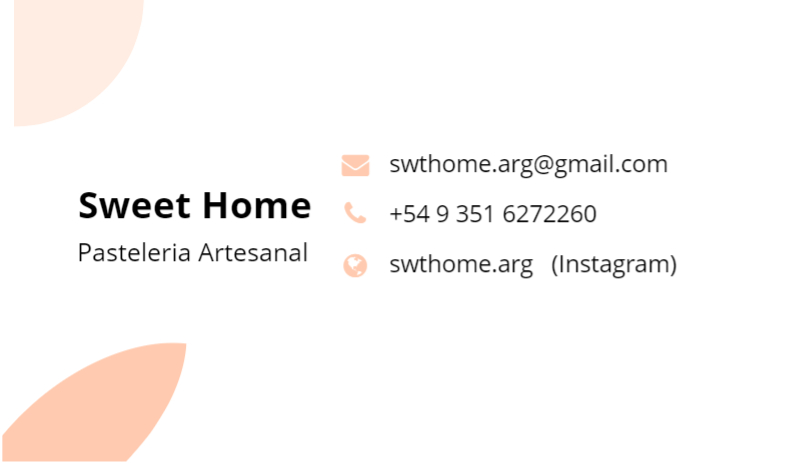 Sweet Home
Pasteleria Artesanal
swthome.arg@gmail.com
+54 9 351 6272260
swthome.arg (Instagram)